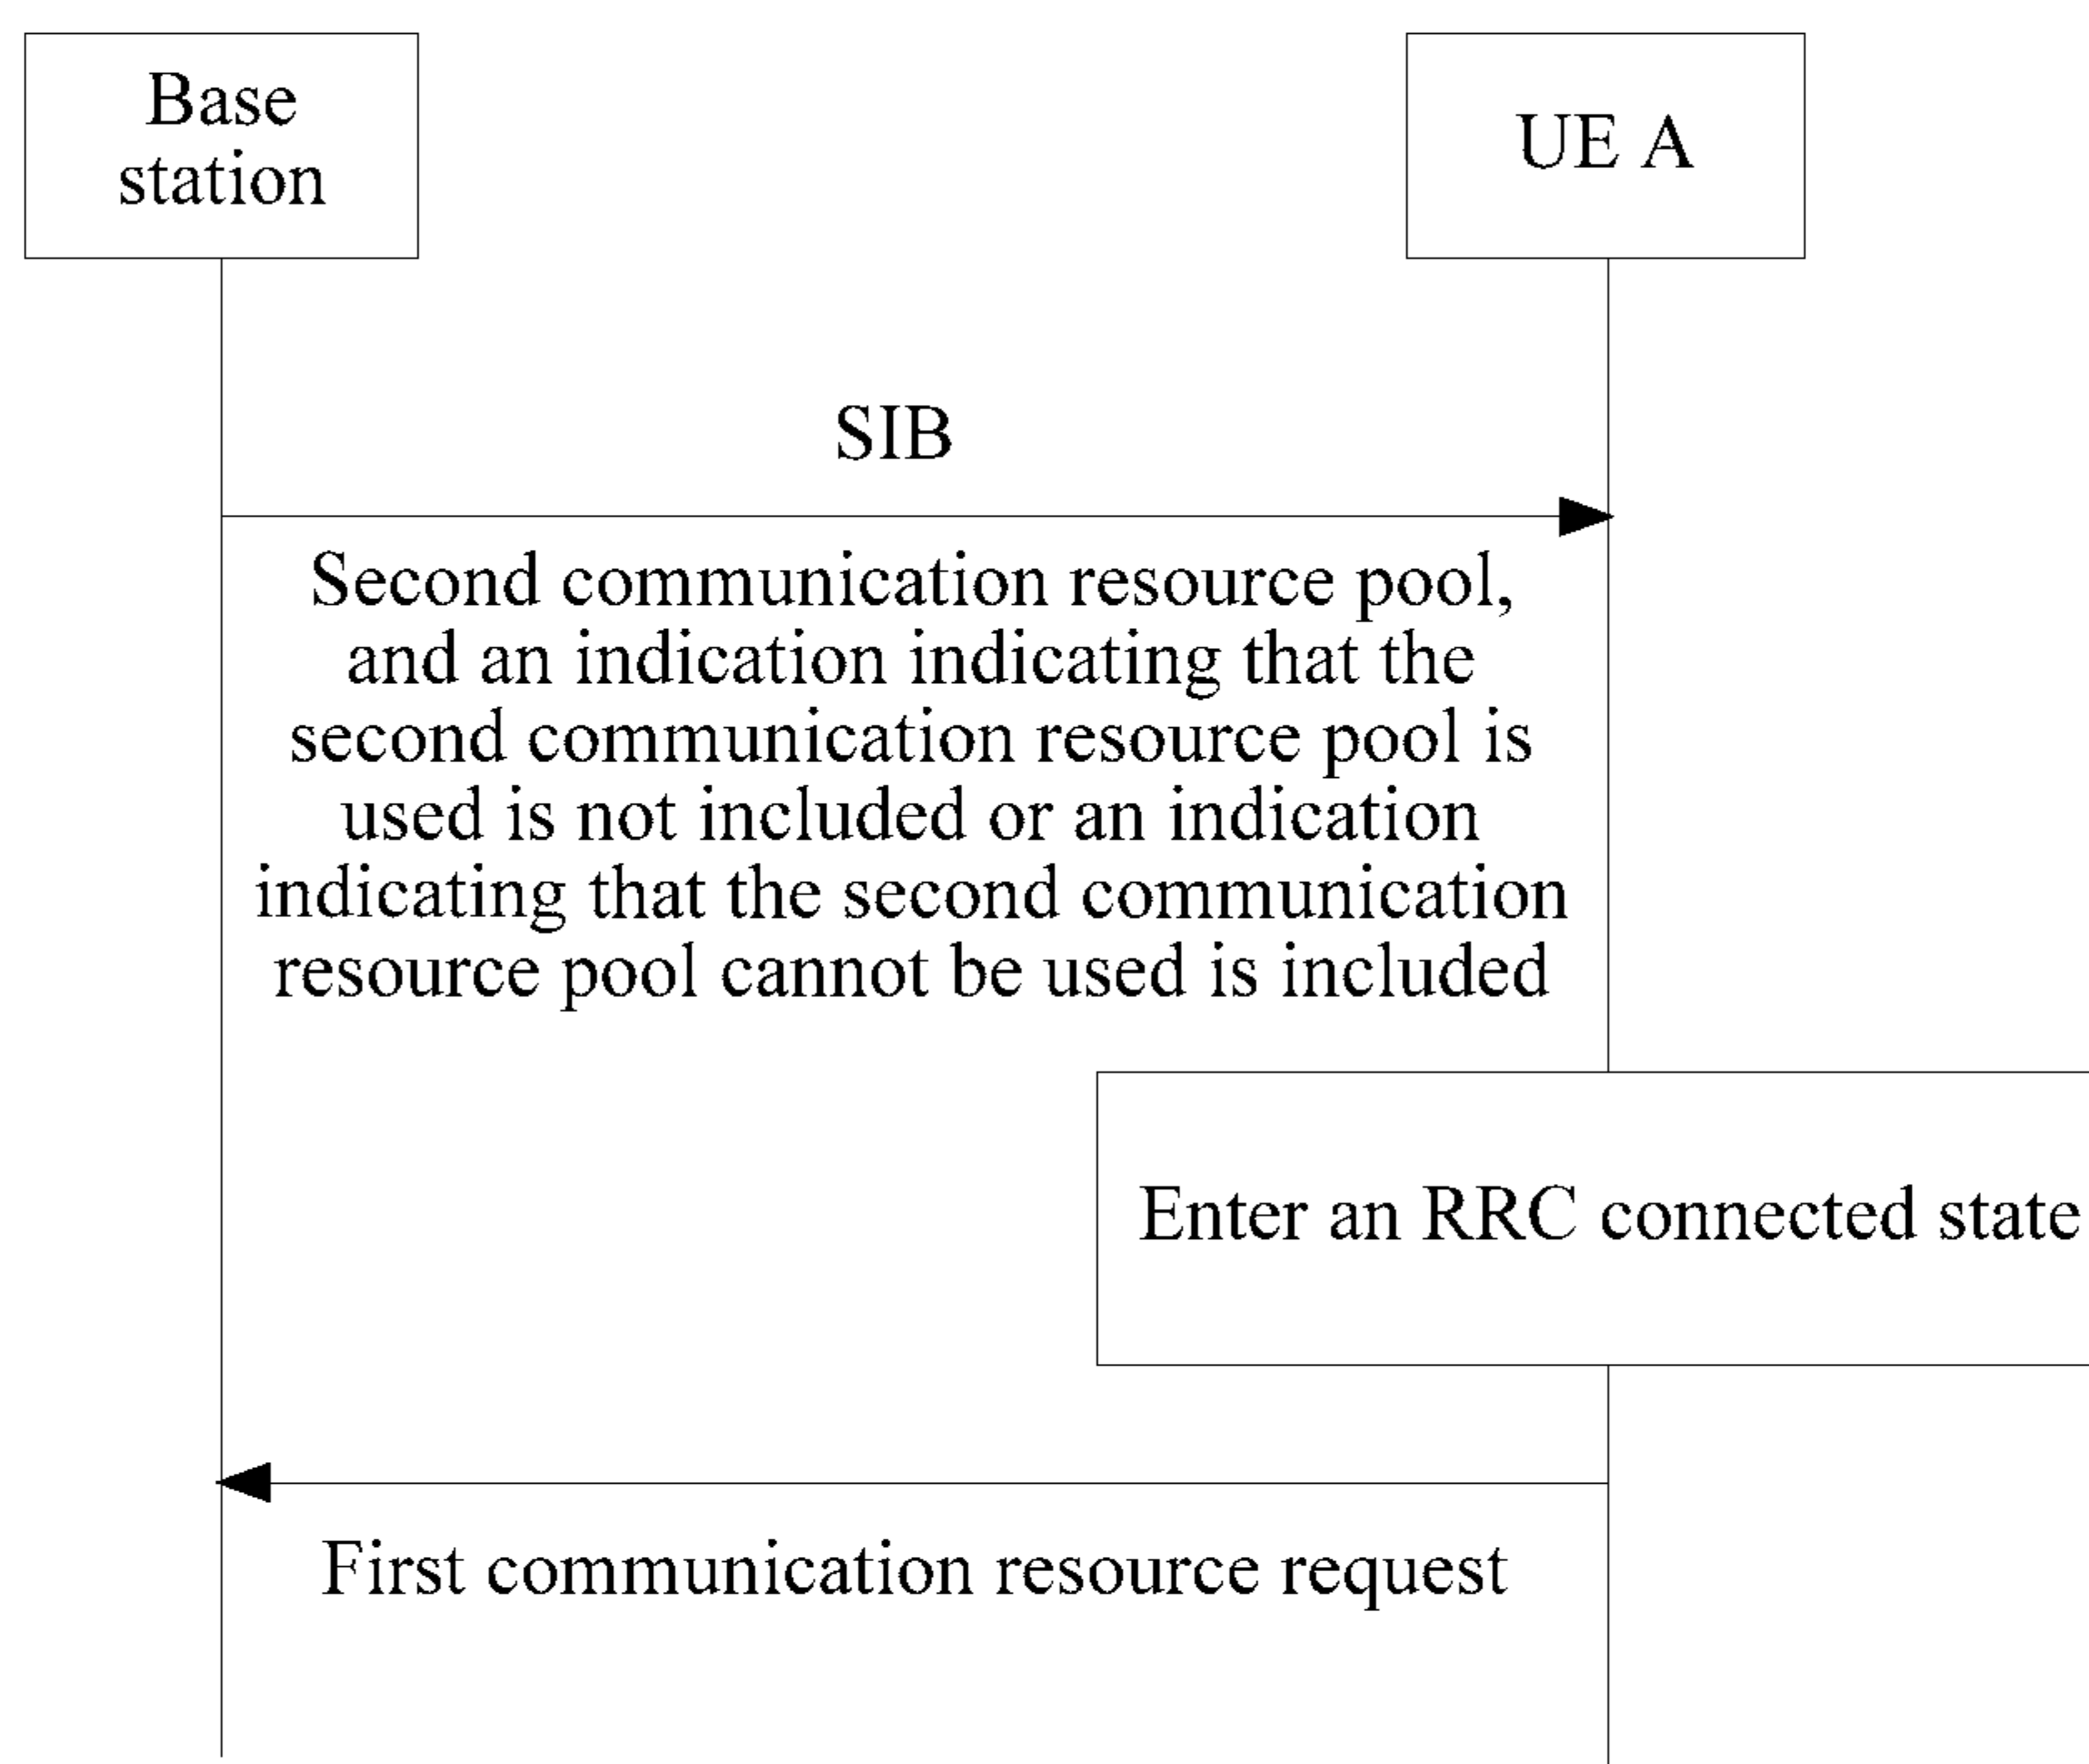 Base
station
UE A
SIB
Second communication resource pool,
and an indication indicating that the
second communication resource pool is
used is not included or an indication
indicating that the second communication
resource pool cannot be used is included
Enter an RRC connected state
First communication resource request